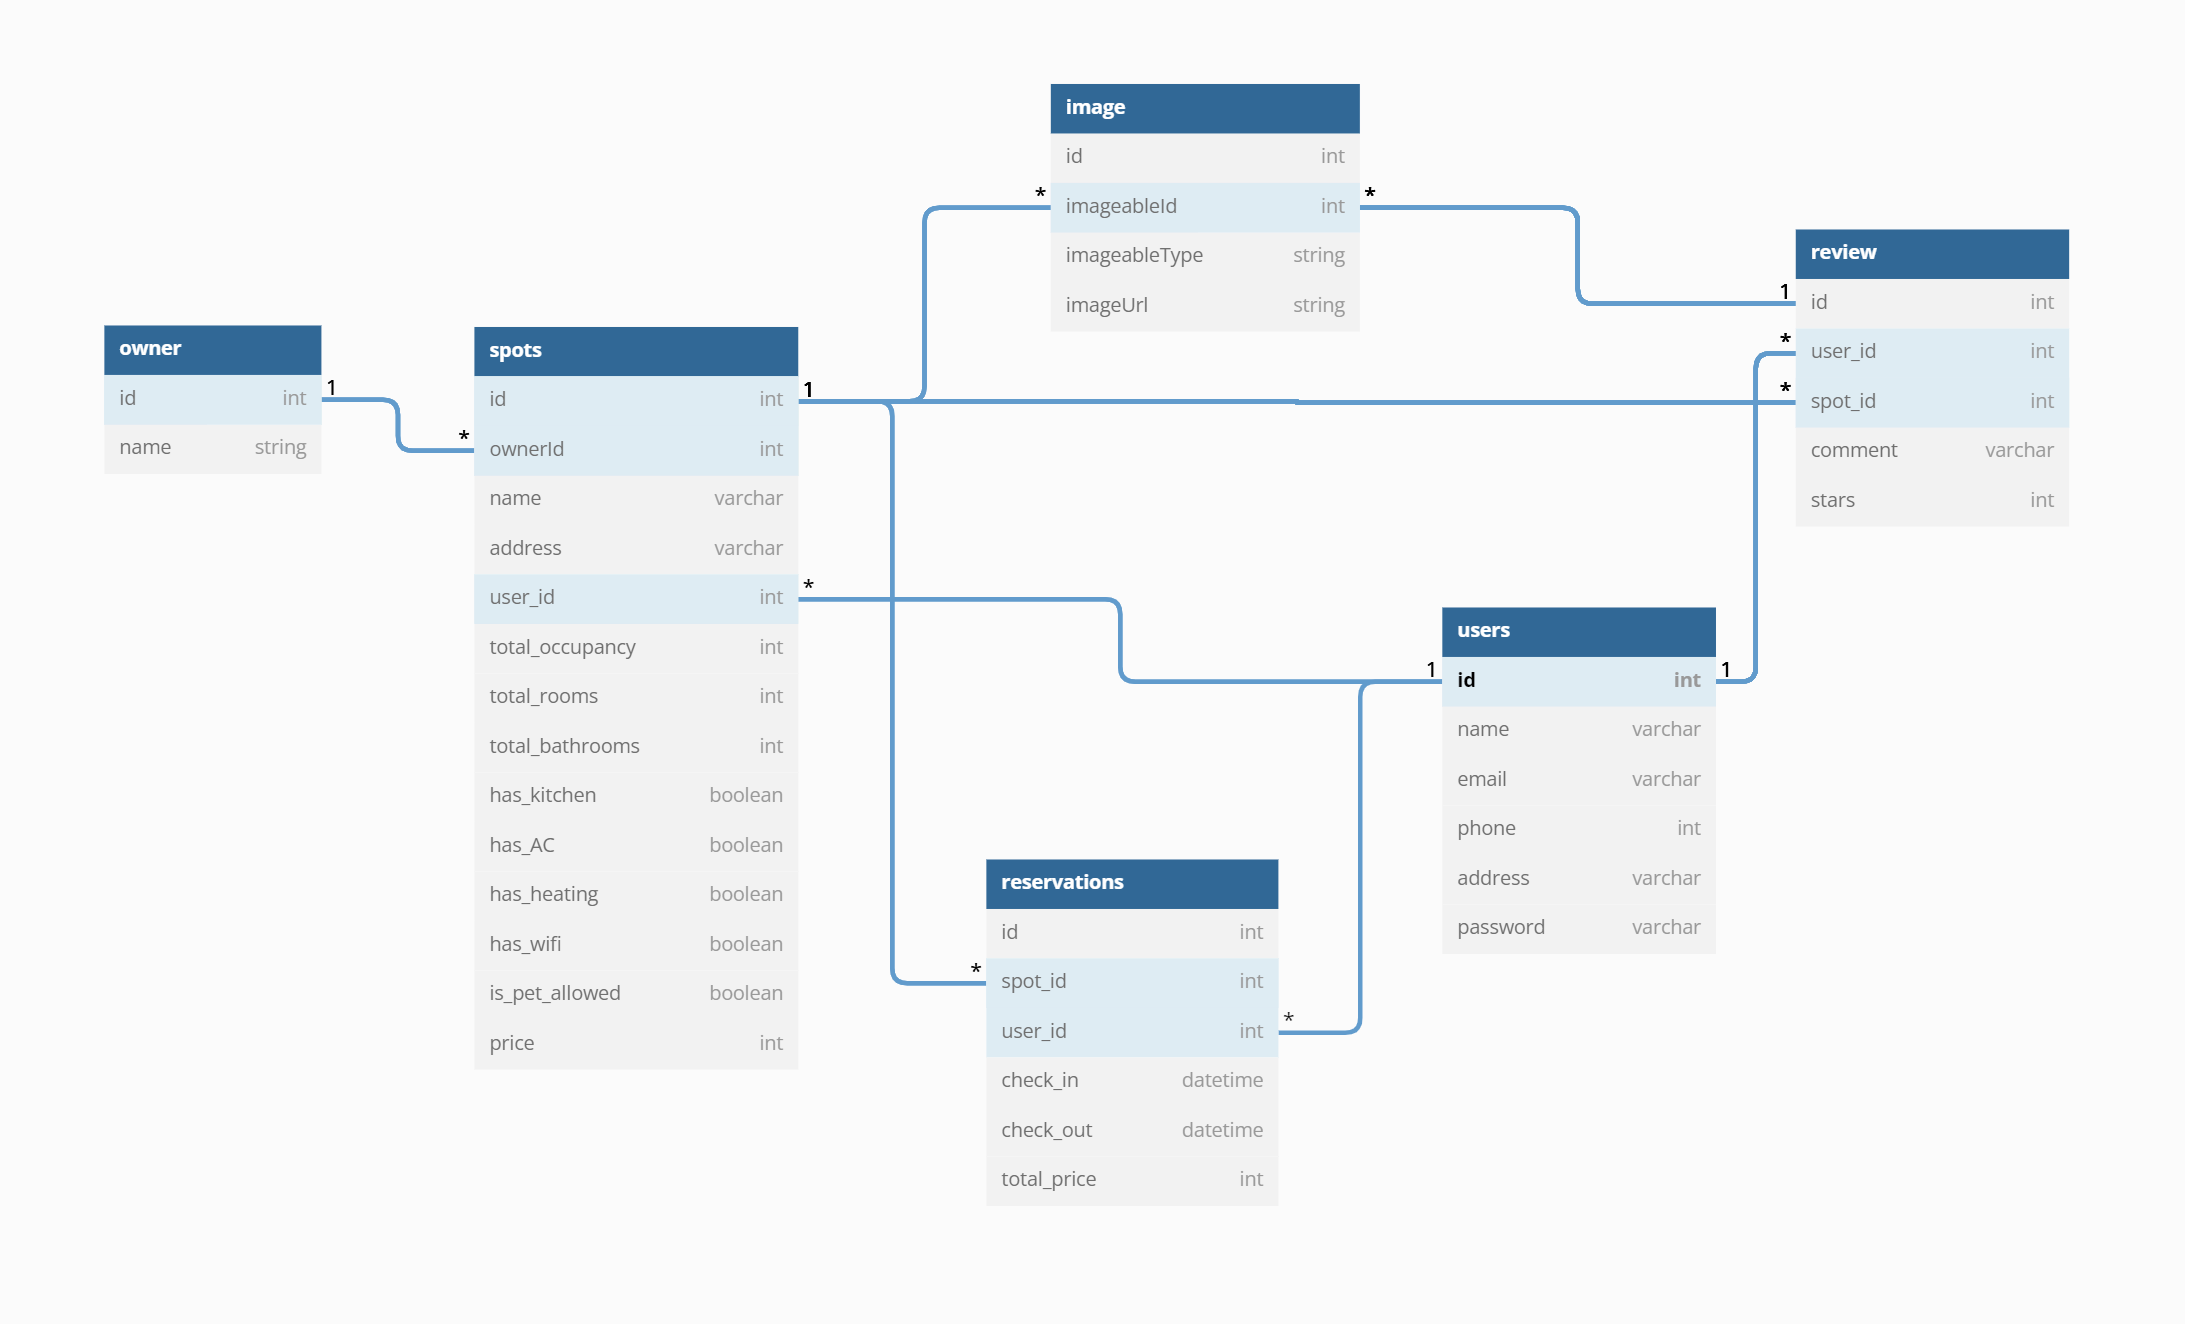 image
id int
* imageableId int *
imageableType string
imageUrl string
review
1 id int
* user_id int
* spot_id int
comment varchar
stars int
owner
id int 1
name string
spots
id int 1
* ownerId int
name varchar
address varchar
user_id int *
total_occupancy int
total_rooms int
total_bathrooms int
has_kitchen boolean
has_AC boolean
has_heating boolean
has_wifi boolean
is_pet_allowed boolean
price int
users
1 id int 1
name varchar
email varchar
phone int
address varchar
password varchar
reservations
id int
* spot_id int
user_id int *
check_in datetime
check_out datetime
total_price int